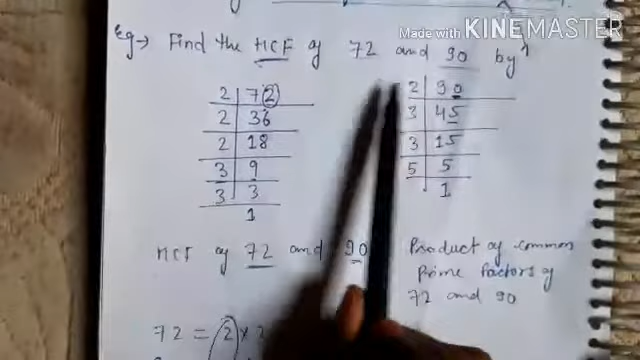 Made with KINEMASTER
Eg → Find the HCF of 72 and 90 by
2 | 72
2 | 36
2 | 18
3 | 9
3 | 3
1
2 | 90
3 | 45
3 | 15
5 | 5
1
HCF of 72 and 90
Product of common
Prime Factors of
72 and 90
72 = 2 ×